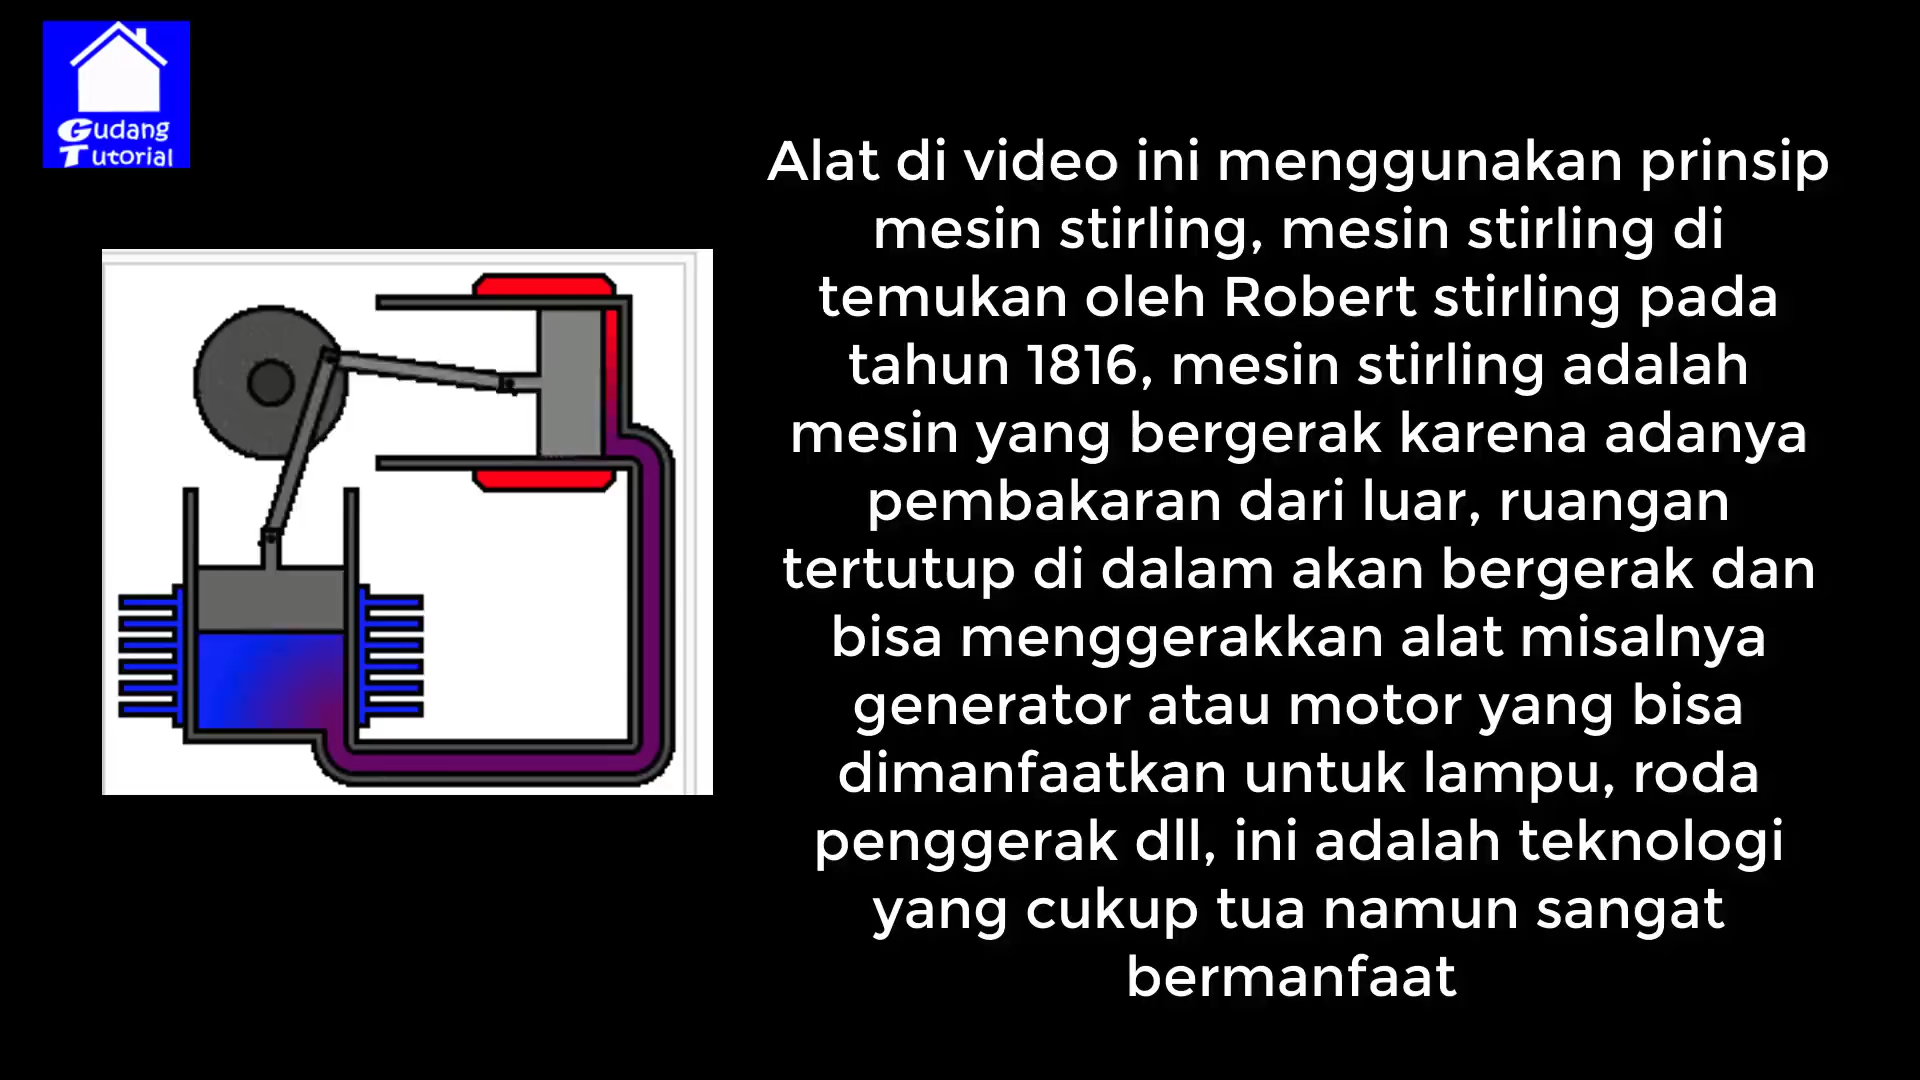 Gudang
Tutorial
Alat di video ini menggunakan prinsip
mesin stirling, mesin stirling di
temukan oleh Robert stirling pada
tahun 1816, mesin stirling adalah
mesin yang bergerak karena adanya
pembakaran dari luar, ruangan
tertutup di dalam akan bergerak dan
bisa menggerakkan alat misalnya
generator atau motor yang bisa
dimanfaatkan untuk lampu, roda
penggerak dll, ini adalah teknologi
yang cukup tua namun sangat
bermanfaat